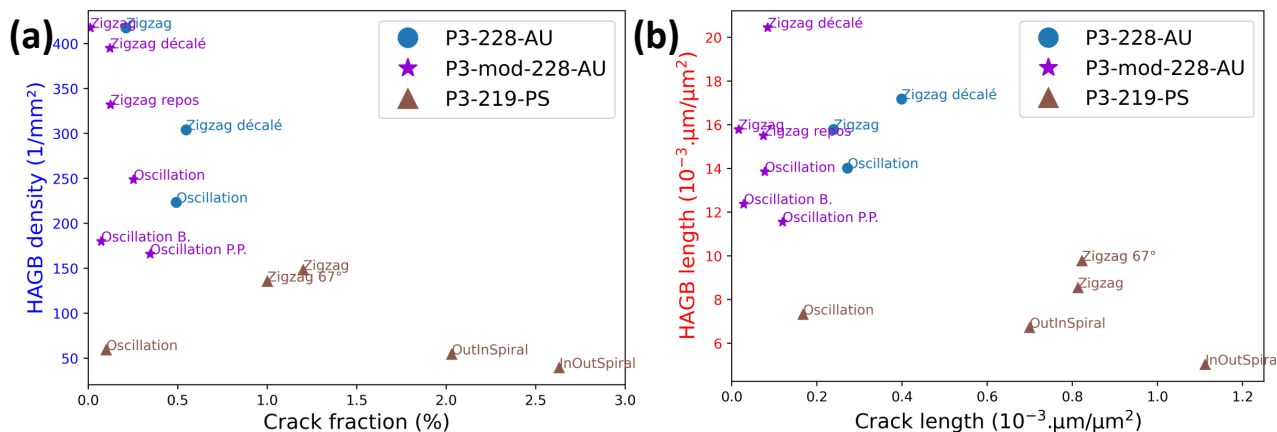 (a)
HAGB density (1/mm²)
400
350
300
250
200
150
100
50
0.0
0.5
1.0
1.5
2.0
2.5
3.0
Crack fraction (%)
P3-228-AU
P3-mod-228-AU
P3-219-PS
Zigzag
Zigzag
Zigzag décalé
Zigzag repos
Zigzag décalé
Oscillation
Oscillation
Oscillation B.
Oscillation P.P.
Zigzag
Zigzag 67°
Oscillation
OutInSpiral
InOutSpiral
(b)
HAGB length (10⁻³.µm/µm²)
20
18
16
14
12
10
8
6
0.0
0.2
0.4
0.6
0.8
1.0
1.2
Crack length (10⁻³.µm/µm²)
P3-228-AU
P3-mod-228-AU
P3-219-PS
Zigzag décalé
Zigzag décalé
Zigzag
Zigzag
Zigzag repos
Oscillation
Oscillation
Oscillation B.
Oscillation P.P.
Zigzag 67°
Zigzag
Oscillation
OutInSpiral
InOutSpira